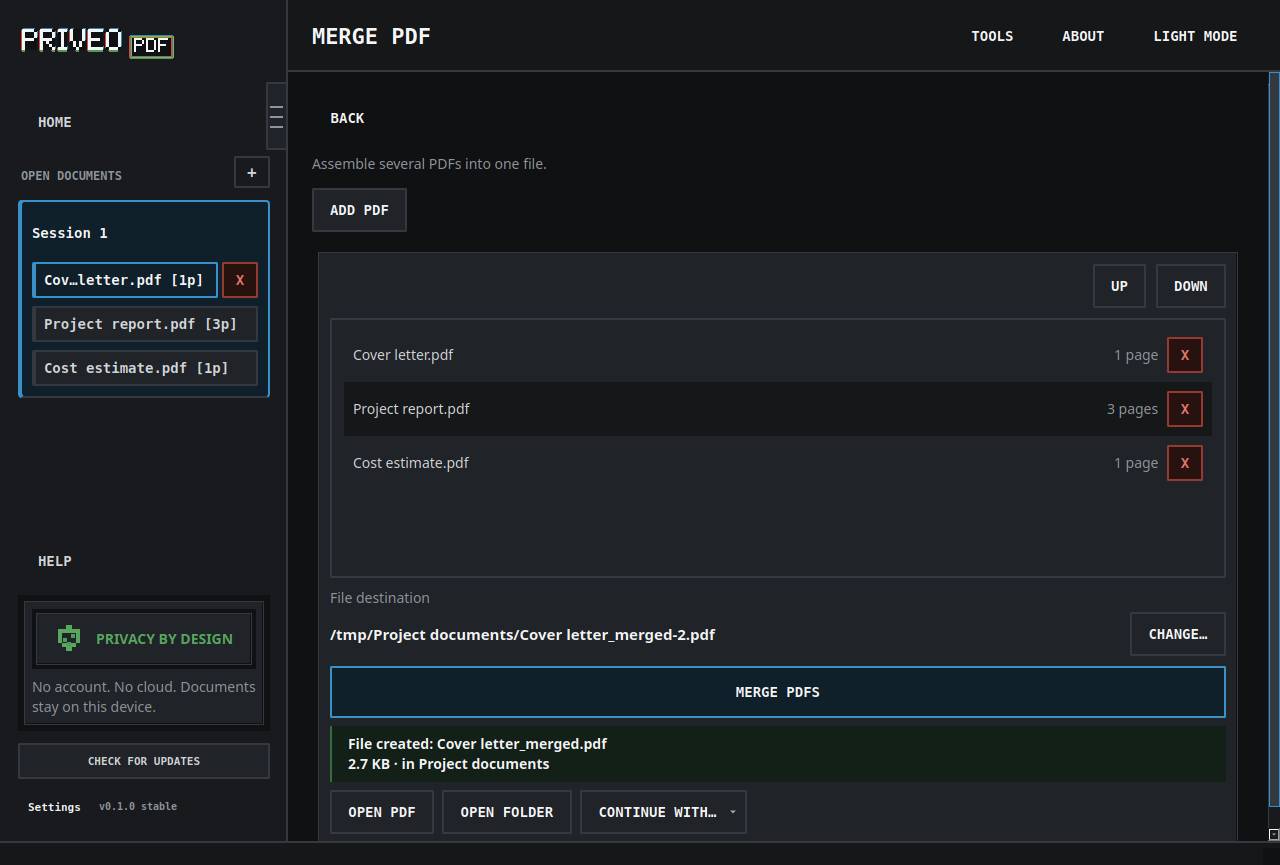 PRIVEO PDF
MERGE PDF
TOOLS
ABOUT
LIGHT MODE
HOME
OPEN DOCUMENTS
+
Session 1
Cov…letter.pdf [1p]
X
Project report.pdf [3p]
Cost estimate.pdf [1p]
HELP
PRIVACY BY DESIGN
No account. No cloud. Documents
stay on this device.
CHECK FOR UPDATES
Settings
v0.1.0 stable
BACK
Assemble several PDFs into one file.
ADD PDF
UP
DOWN
Cover letter.pdf
1 page
X
Project report.pdf
3 pages
X
Cost estimate.pdf
1 page
X
File destination
/tmp/Project documents/Cover letter_merged-2.pdf
CHANGE…
MERGE PDFS
File created: Cover letter_merged.pdf
2.7 KB · in Project documents
OPEN PDF
OPEN FOLDER
CONTINUE WITH…